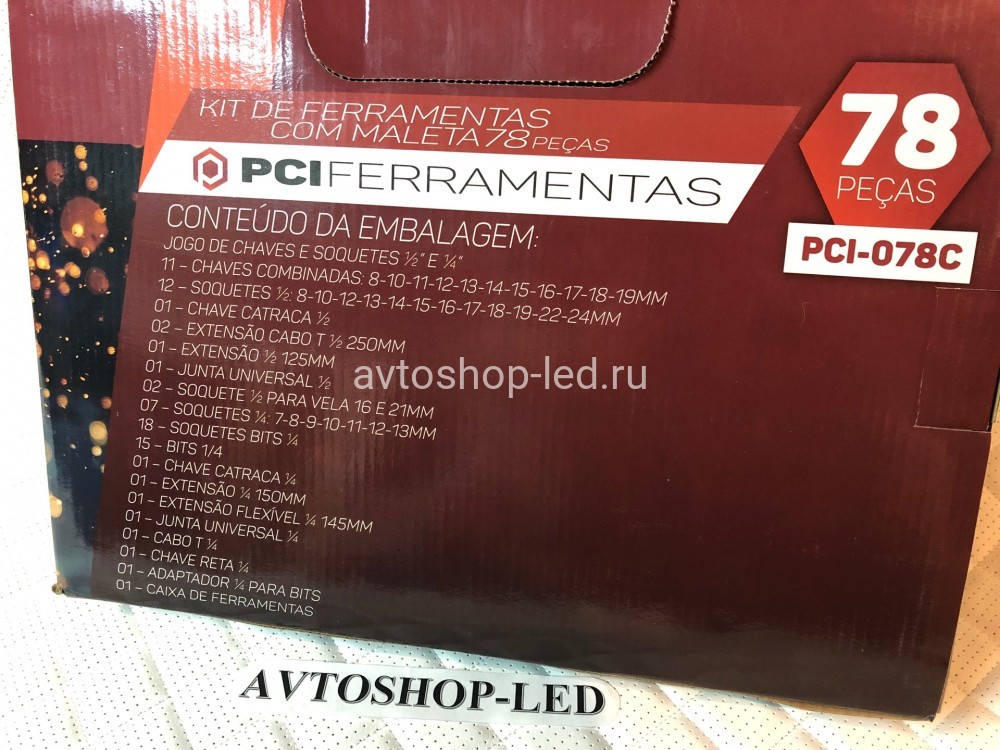 KIT DE FERRAMENTAS
COM MALETA 78 PEÇAS
PCI FERRAMENTAS
78
PEÇAS
PCI-078C
CONTEÚDO DA EMBALAGEM:
JOGO DE CHAVES E SOQUETES ½" E ¼"
11 – CHAVES COMBINADAS: 8-10-11-12-13-14-15-16-17-18-19MM
12 – SOQUETES ½: 8-10-12-13-14-15-16-17-18-19-22-24MM
01 – CHAVE CATRACA ½
02 – EXTENSÃO CABO T ½ 250MM
01 – EXTENSÃO ½ 125MM
01 – JUNTA UNIVERSAL ½
02 – SOQUETE ½ PARA VELA 16 E 21MM
07 – SOQUETES ¼: 7-8-9-10-11-12-13MM
18 – SOQUETES BITS ¼
15 – BITS 1/4
01 – CHAVE CATRACA ¼
01 – EXTENSÃO ¼ 150MM
01 – EXTENSÃO FLEXÍVEL ¼ 145MM
01 – JUNTA UNIVERSAL ¼
01 – CABO T ¼
01 – CHAVE RETA ¼
01 – ADAPTADOR ¼ PARA BITS
01 – CAIXA DE FERRAMENTAS
avtoshop-led.ru
AVTOSHOP-LED